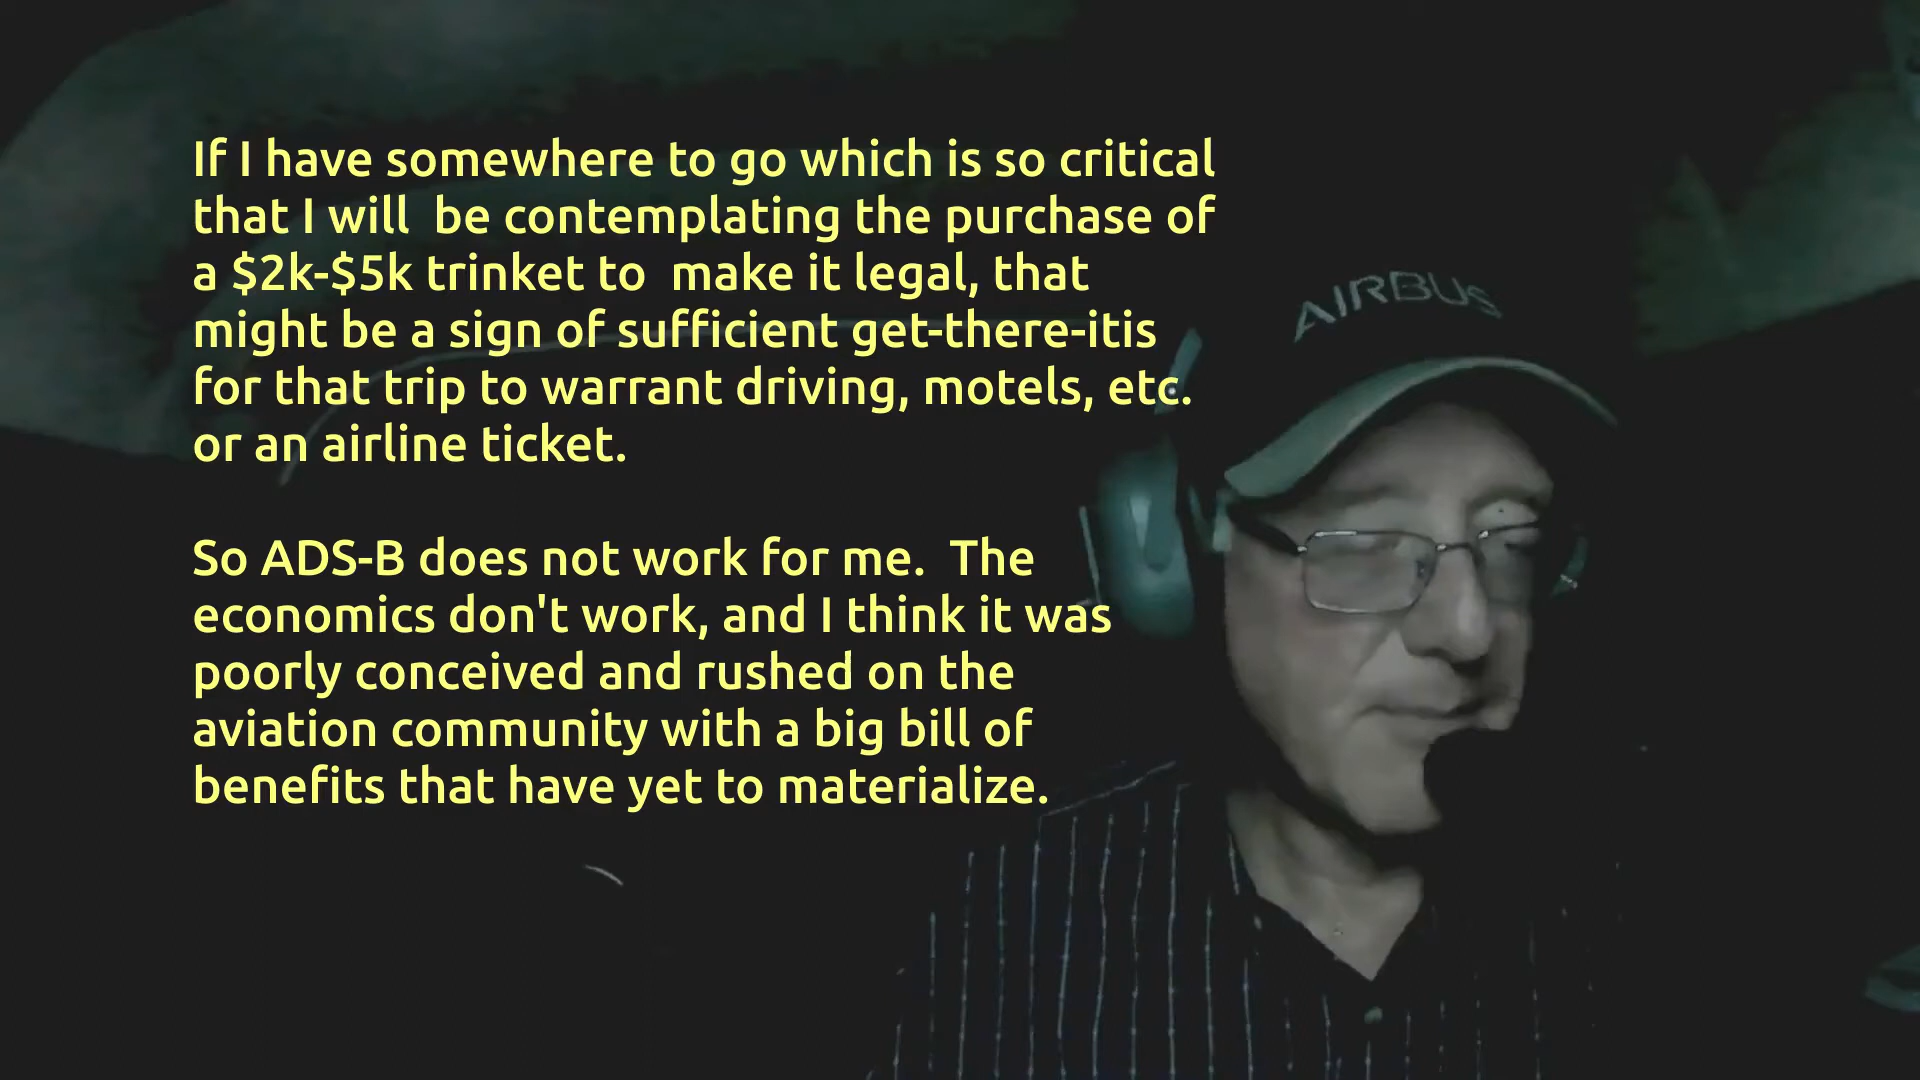 If I have somewhere to go which is so critical
that I will  be contemplating the purchase of
a $2k-$5k trinket to  make it legal, that
might be a sign of sufficient get-there-itis
for that trip to warrant driving, motels, etc.
or an airline ticket.
So ADS-B does not work for me.  The
economics don't work, and I think it was
poorly conceived and rushed on the
aviation community with a big bill of
benefits that have yet to materialize.
AIRBUS